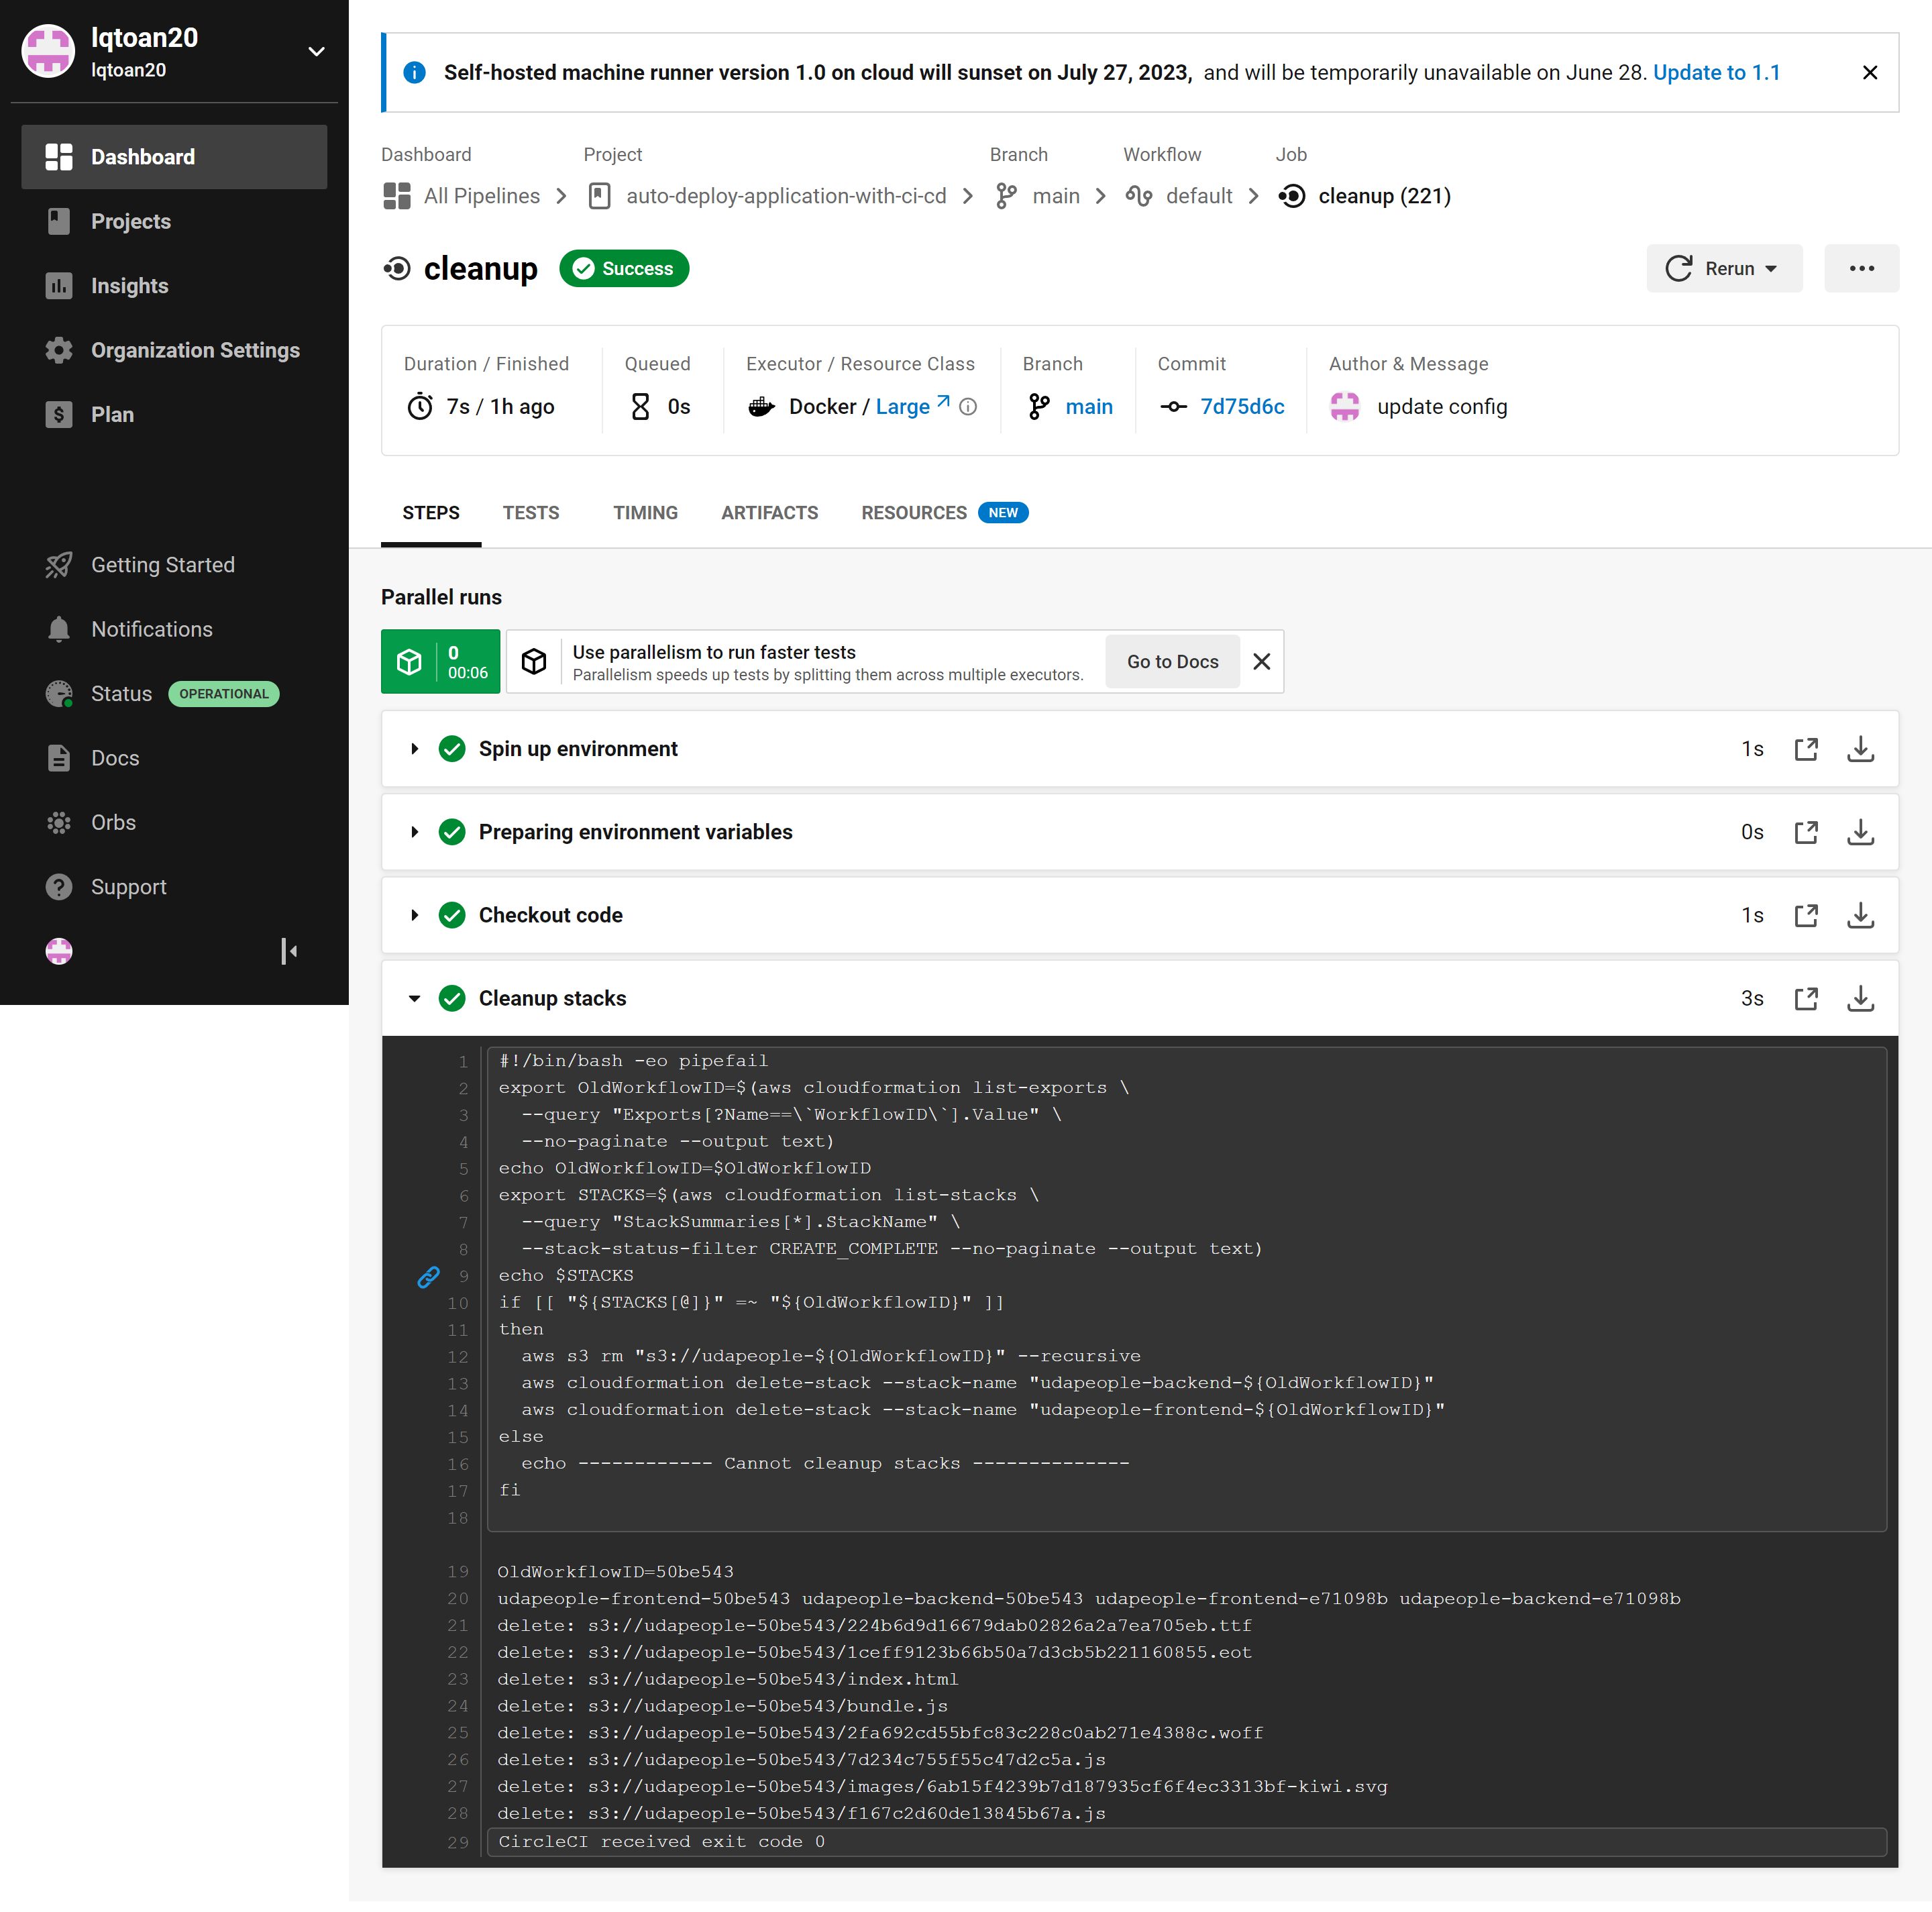 lqtoan20
lqtoan20
Dashboard
Projects
Insights
Organization Settings
Plan
Getting Started
Notifications
Status OPERATIONAL
Docs
Orbs
Support
Self-hosted machine runner version 1.0 on cloud will sunset on July 27, 2023, and will be temporarily unavailable on June 28. Update to 1.1
Dashboard Project Branch Workflow Job
All Pipelines auto-deploy-application-with-ci-cd main default cleanup (221)
cleanup Success Rerun
Duration / Finished Queued Executor / Resource Class Branch Commit Author & Message
7s / 1h ago 0s Docker / Large main 7d75d6c update config
STEPS TESTS TIMING ARTIFACTS RESOURCES NEW
Parallel runs
0
00:06
Use parallelism to run faster tests
Parallelism speeds up tests by splitting them across multiple executors.
Go to Docs
Spin up environment 1s
Preparing environment variables 0s
Checkout code 1s
Cleanup stacks 3s
1 #!/bin/bash -eo pipefail
2 export OldWorkflowID=$(aws cloudformation list-exports \
3 --query "Exports[?Name==\`WorkflowID\`].Value" \
4 --no-paginate --output text)
5 echo OldWorkflowID=$OldWorkflowID
6 export STACKS=$(aws cloudformation list-stacks \
7 --query "StackSummaries[*].StackName" \
8 --stack-status-filter CREATE_COMPLETE --no-paginate --output text)
9 echo $STACKS
10 if [[ "${STACKS[@]}" =~ "${OldWorkflowID}" ]]
11 then
12 aws s3 rm "s3://udapeople-${OldWorkflowID}" --recursive
13 aws cloudformation delete-stack --stack-name "udapeople-backend-${OldWorkflowID}"
14 aws cloudformation delete-stack --stack-name "udapeople-frontend-${OldWorkflowID}"
15 else
16 echo ------------ Cannot cleanup stacks --------------
17 fi
18
19 OldWorkflowID=50be543
20 udapeople-frontend-50be543 udapeople-backend-50be543 udapeople-frontend-e71098b udapeople-backend-e71098b
21 delete: s3://udapeople-50be543/224b6d9d16679dab02826a2a7ea705eb.ttf
22 delete: s3://udapeople-50be543/1ceff9123b66b50a7d3cb5b221160855.eot
23 delete: s3://udapeople-50be543/index.html
24 delete: s3://udapeople-50be543/bundle.js
25 delete: s3://udapeople-50be543/2fa692cd55bfc83c228c0ab271e4388c.woff
26 delete: s3://udapeople-50be543/7d234c755f55c47d2c5a.js
27 delete: s3://udapeople-50be543/images/6ab15f4239b7d187935cf6f4ec3313bf-kiwi.svg
28 delete: s3://udapeople-50be543/f167c2d60de13845b67a.js
29 CircleCI received exit code 0